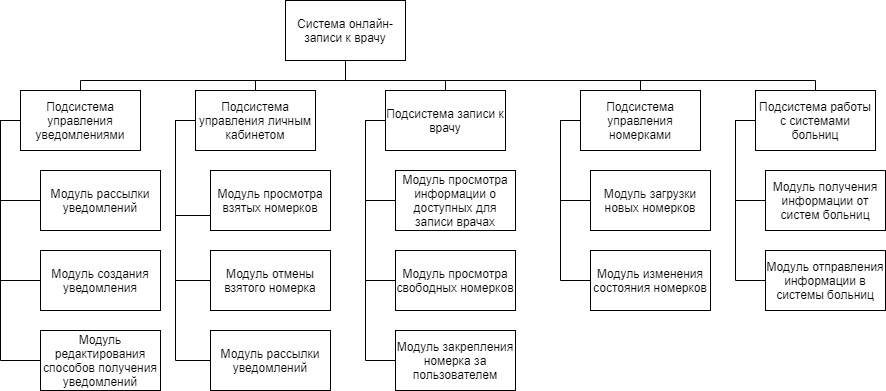 Система онлайн-
записи к врачу
Подсистема
управления
уведомлениями
Подсистема
управления личным
кабинетом
Подсистема записи к
врачу
Подсистема
управления
номерками
Подсистема работы
с системами
больниц
Модуль рассылки
уведомлений
Модуль просмотра
взятых номерков
Модуль просмотра
информации о
доступных для
записи врачах
Модуль загрузки
новых номерков
Модуль получения
информации от
систем больниц
Модуль создания
уведомления
Модуль отмены
взятого номерка
Модуль просмотра
свободных номерков
Модуль изменения
состояния номерков
Модуль отправления
информации в
системы больниц
Модуль
редактирования
способов получения
уведомлений
Модуль рассылки
уведомлений
Модуль закрепления
номерка за
пользователем